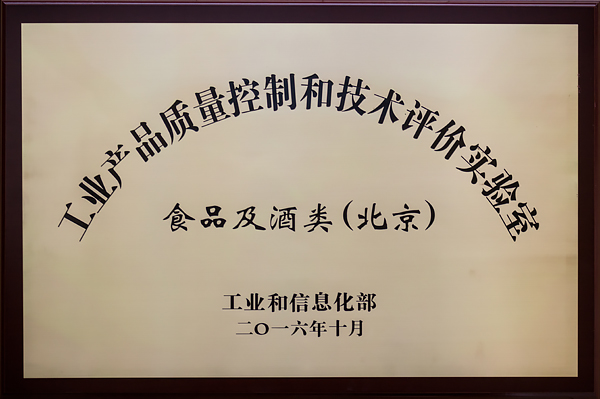 工业产品质量控制和技术评价实验室
食品及酒类(北京)
工业和信息化部
二〇一六年十月